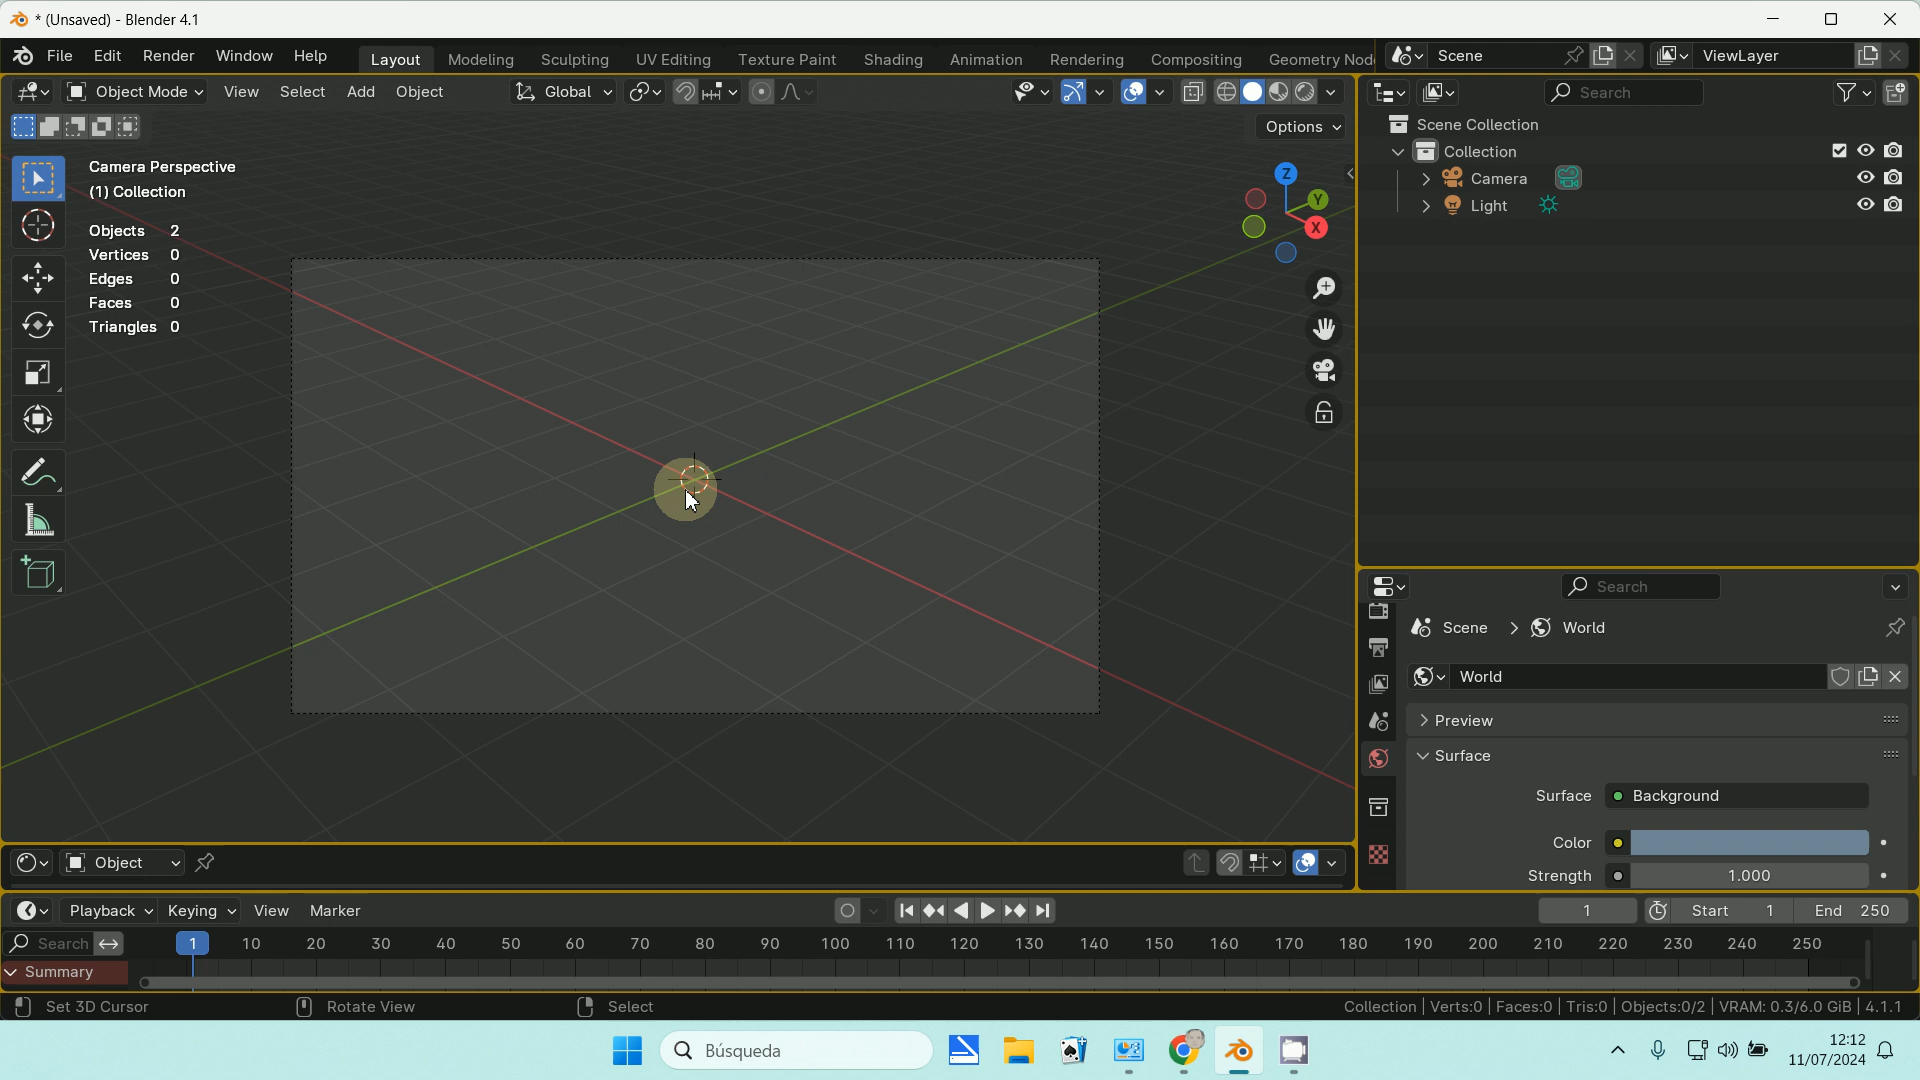 * (Unsaved) - Blender 4.1
File Edit Render Window Help Layout Modeling Sculpting UV Editing Texture Paint Shading Animation Rendering Compositing Geometry Nod Scene ViewLayer
Object Mode View Select Add Object Global Search
Options
Camera Perspective
(1) Collection
Objects 2
Vertices 0
Edges 0
Faces 0
Triangles 0
Z
Y
X
Scene Collection
Collection
Camera
Light
Search
Scene World
World
Preview
Surface
Surface Background
Color
Strength 1.000
Object
Playback Keying View Marker 1 Start 1 End 250
Search 1 10 20 30 40 50 60 70 80 90 100 110 120 130 140 150 160 170 180 190 200 210 220 230 240 250
Summary
Set 3D Cursor Rotate View Select Collection | Verts:0 | Faces:0 | Tris:0 | Objects:0/2 | VRAM: 0.3/6.0 GiB | 4.1.1
Búsqueda 12:12
11/07/2024